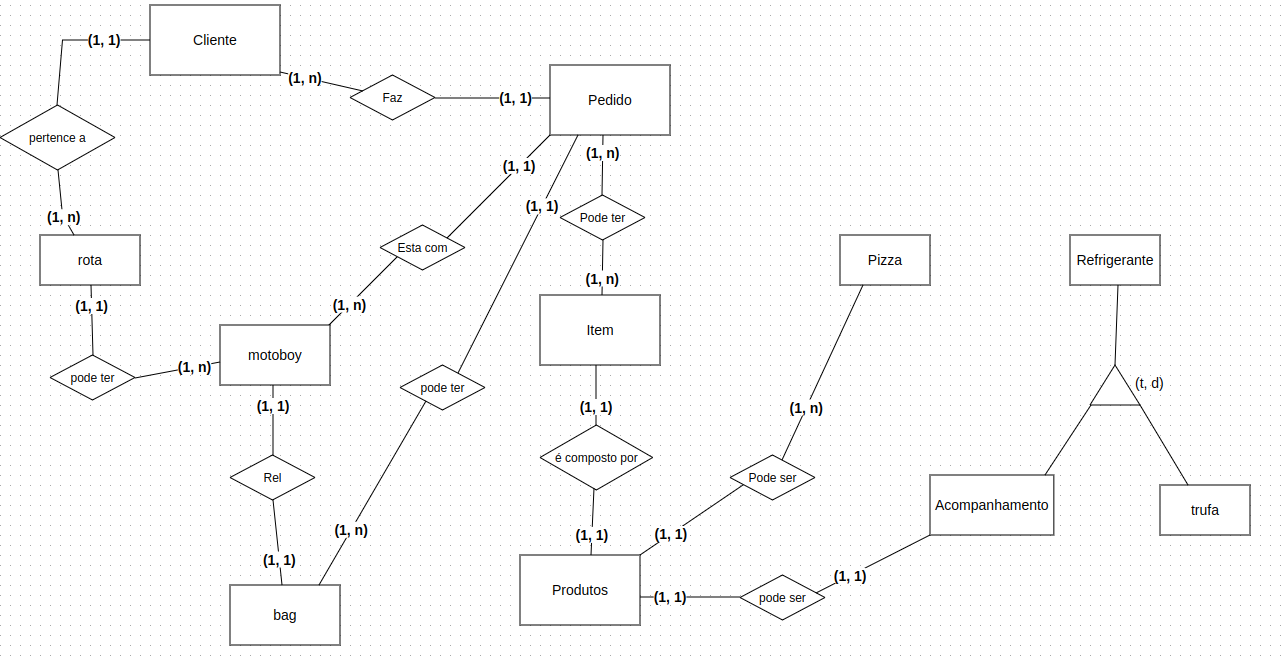 Cliente
(1, 1)
(1, n)
Faz
(1, 1)
Pedido
pertence a
(1, 1)
(1, n)
(1, 1)
Pode ter
(1, n)
Esta com
rota
Pizza
Refrigerante
(1, n)
(1, 1)
(1, n)
Item
motoboy
(1, n)
pode ter
pode ter
(t, d)
(1, 1)
(1, 1)
(1, n)
é composto por
Rel
Pode ser
Acompanhamento
trufa
(1, n)
(1, 1)
(1, 1)
(1, 1)
(1, 1)
Produtos
(1, 1)
pode ser
bag